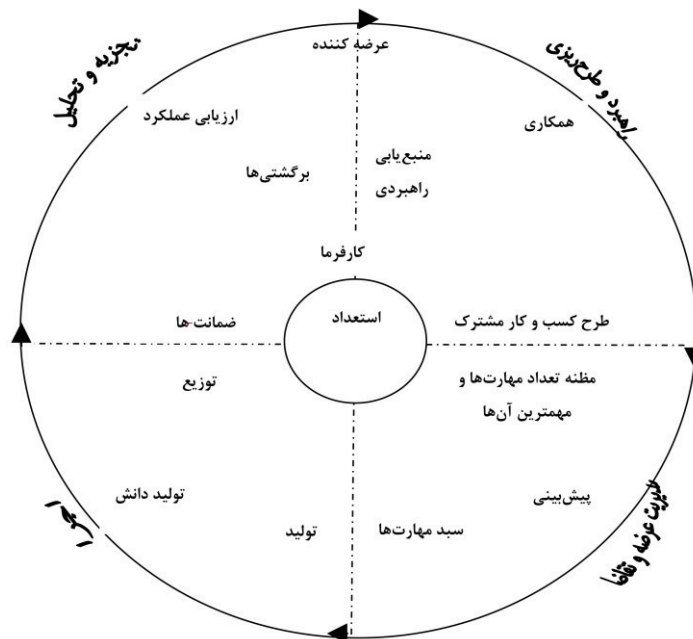 عرضه کننده
راهبرد و طرح‌ریزی
تجزیه و تحلیل
همکاری
ارزیابی عملکرد
منبع‌یابی
راهبردی
برگشتی‌ها
کارفرما
استعداد
طرح کسب و کار مشترک
ضمانت-ها
مظنه تعداد مهارت‌ها و
مهمترین آن‌ها
توزیع
پیش‌بینی
تولید دانش
سبد مهارت‌ها
تولید
مدیریت عرضه و تقاضا
اجرا